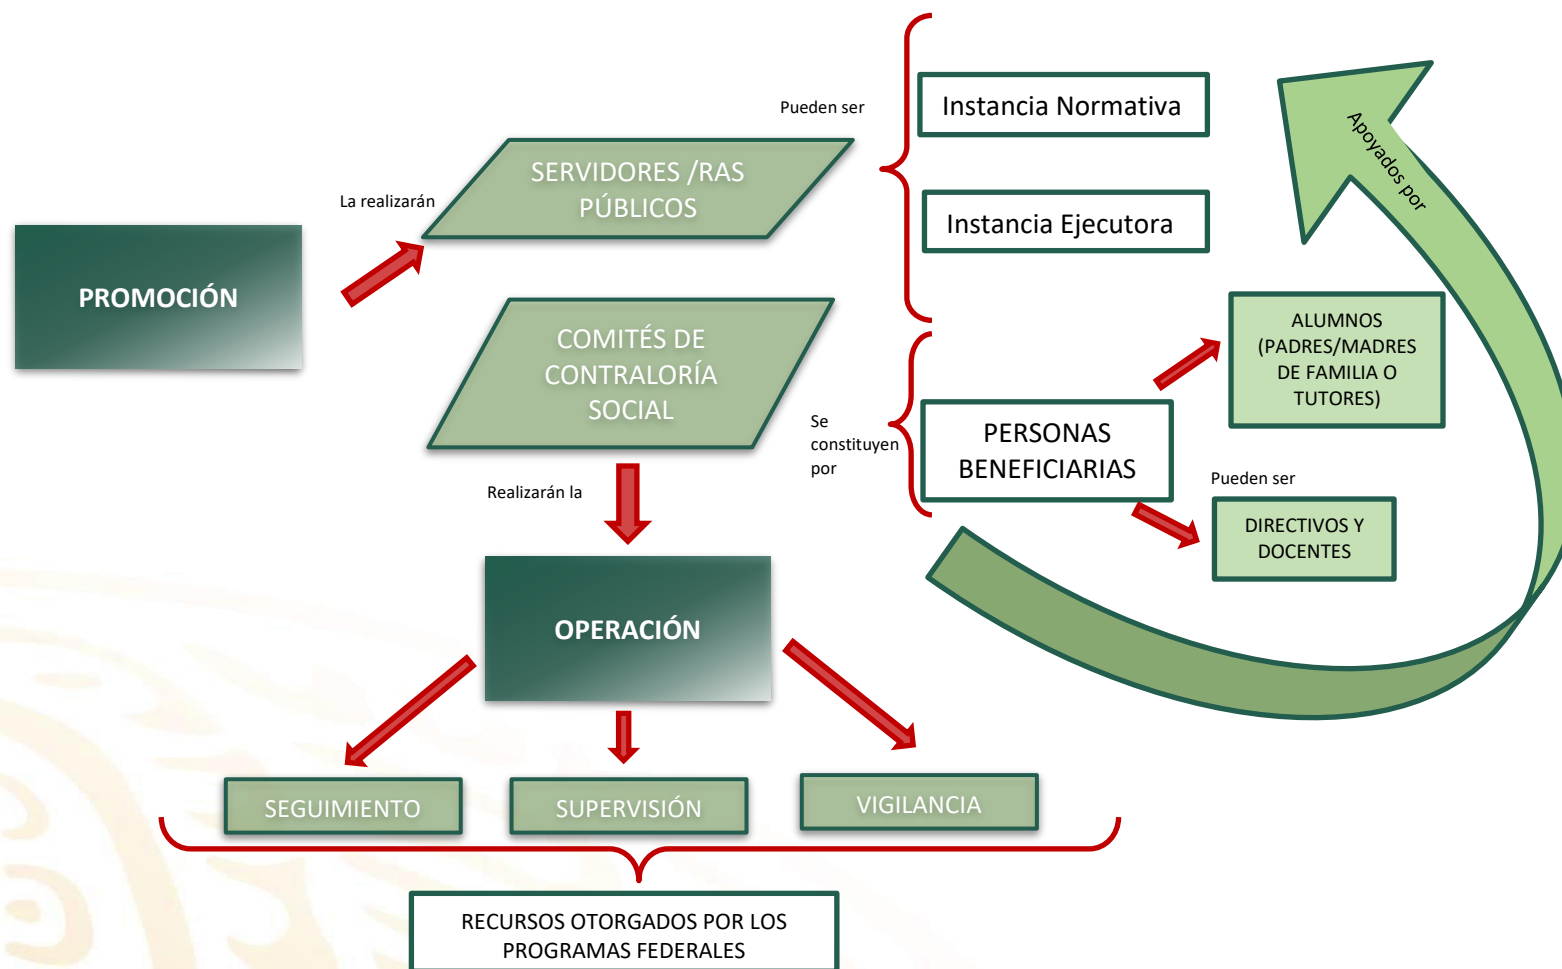 Pueden ser
Instancia Normativa
Apoyados por
SERVIDORES /RAS
PÚBLICOS
La realizarán
Instancia Ejecutora
PROMOCIÓN
COMITÉS DE
CONTRALORÍA
SOCIAL
ALUMNOS
(PADRES/MADRES
DE FAMILIA O
TUTORES)
Se
constituyen
por
PERSONAS
BENEFICIARIAS
Pueden ser
Realizarán la
DIRECTIVOS Y
DOCENTES
OPERACIÓN
SEGUIMIENTO
SUPERVISIÓN
VIGILANCIA
RECURSOS OTORGADOS POR LOS
PROGRAMAS FEDERALES